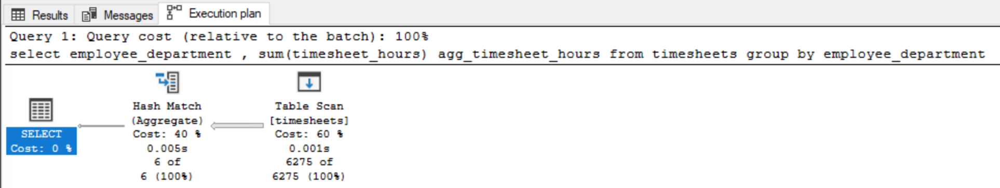 Results Messages Execution plan
Query 1: Query cost (relative to the batch): 100%
select employee_department , sum(timesheet_hours) agg_timesheet_hours from timesheets group by employee_department
SELECT
Cost: 0 %
Hash Match
(Aggregate)
Cost: 40 %
0.005s
6 of
6 (100%)
Table Scan
[timesheets]
Cost: 60 %
0.001s
6275 of
6275 (100%)